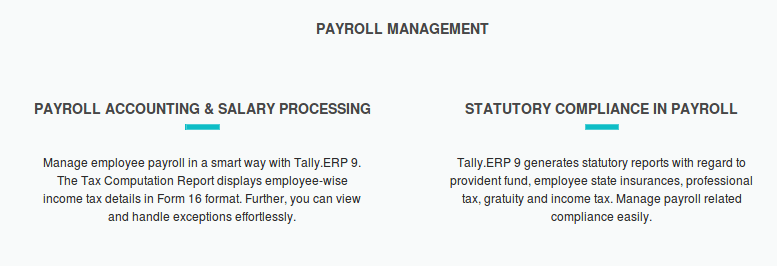 PAYROLL MANAGEMENT
PAYROLL ACCOUNTING & SALARY PROCESSING
Manage employee payroll in a smart way with Tally.ERP 9.
The Tax Computation Report displays employee-wise
income tax details in Form 16 format. Further, you can view
and handle exceptions effortlessly.
STATUTORY COMPLIANCE IN PAYROLL
Tally.ERP 9 generates statutory reports with regard to
provident fund, employee state insurances, professional
tax, gratuity and income tax. Manage payroll related
compliance easily.